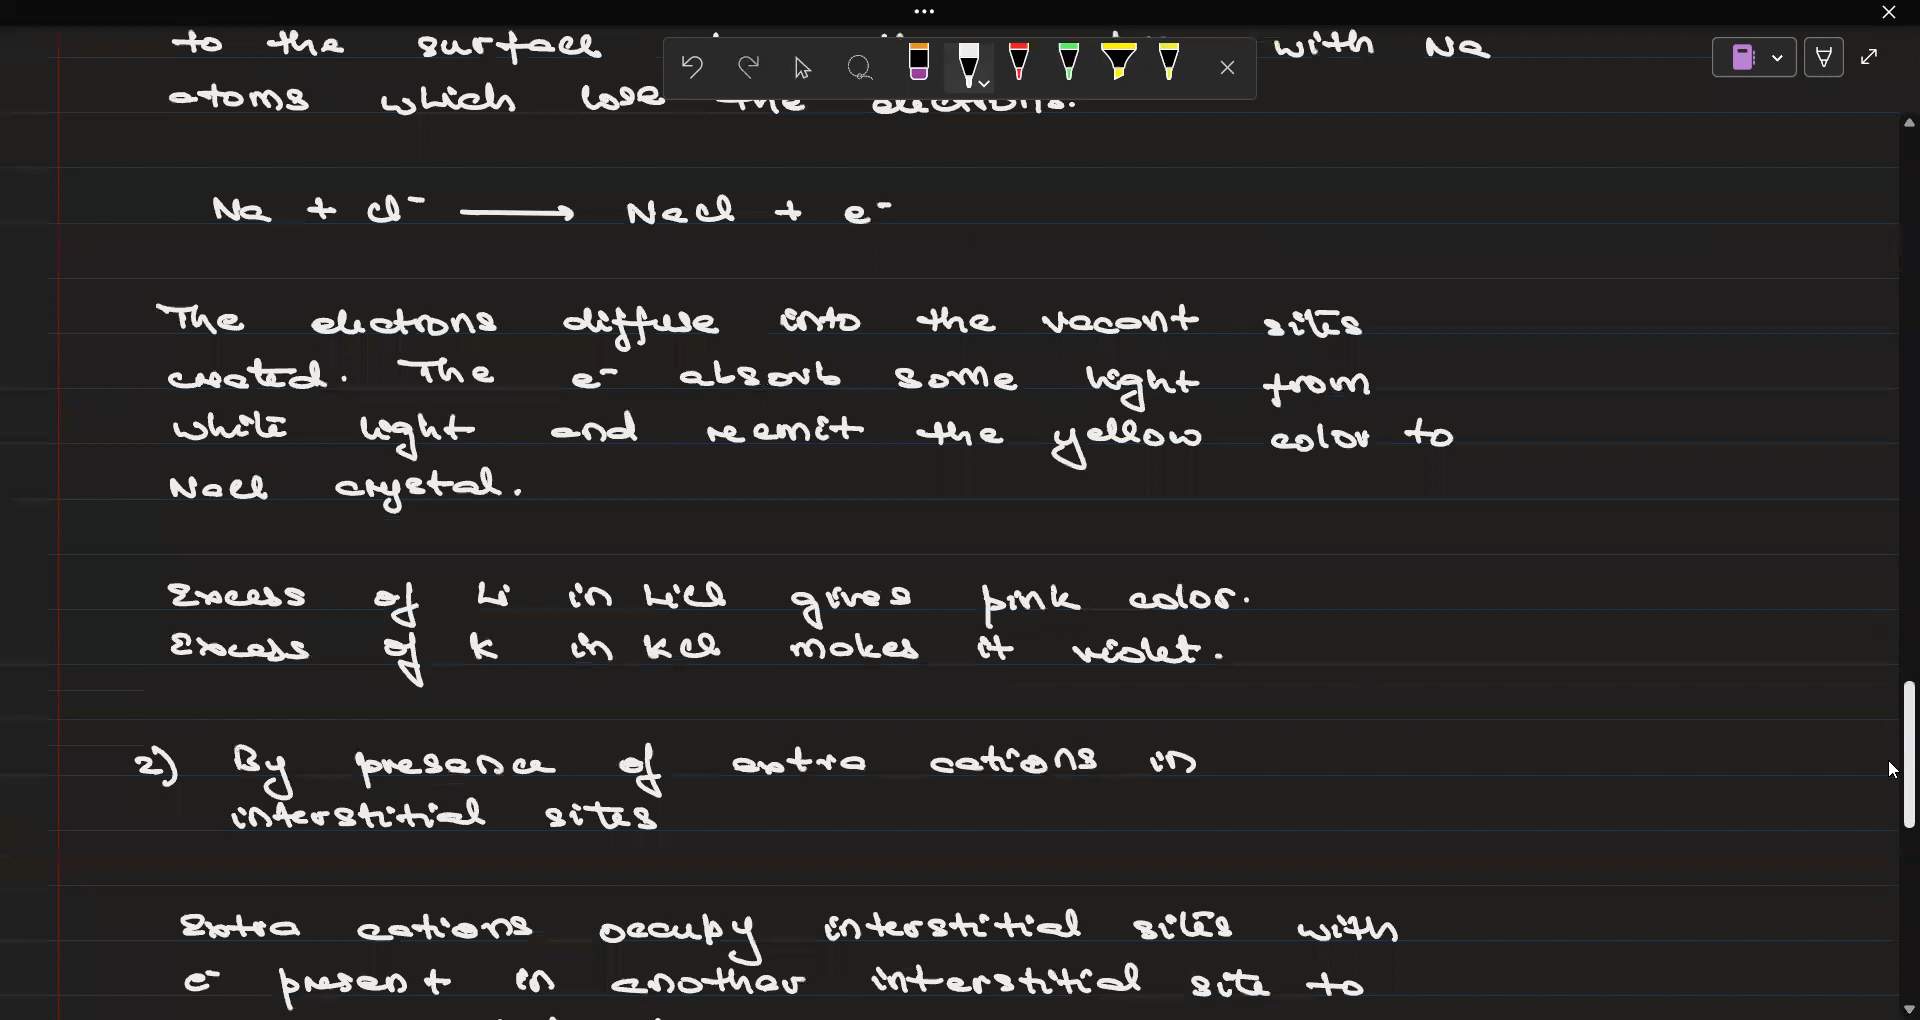 to the surface with Na
atoms which lose the electrons.
Na + Cl⁻ ⟶ NaCl + e⁻
The electrons diffuse into the vacant sites
created. The e⁻ absorb some light from
white light and reemit the yellow color to
NaCl crystal.
Excess of Li in LiCl gives pink color.
Excess of K in KCl makes it violet.
2) By presence of extra cations in
interstitial sites
Extra cations occupy interstitial sites with
e⁻ present in another interstitial site to